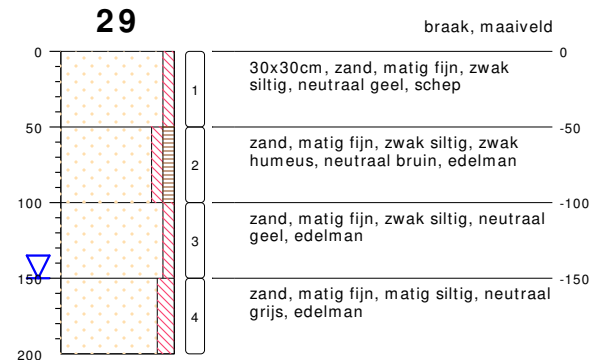 29
braak, maaiveld
0
0
1
30x30cm, zand, matig fijn, zwak
siltig, neutraal geel, schep
50
-50
2
zand, matig fijn, zwak siltig, zwak
humeus, neutraal bruin, edelman
100
-100
3
zand, matig fijn, zwak siltig, neutraal
geel, edelman
150
-150
4
zand, matig fijn, matig siltig, neutraal
grijs, edelman
200